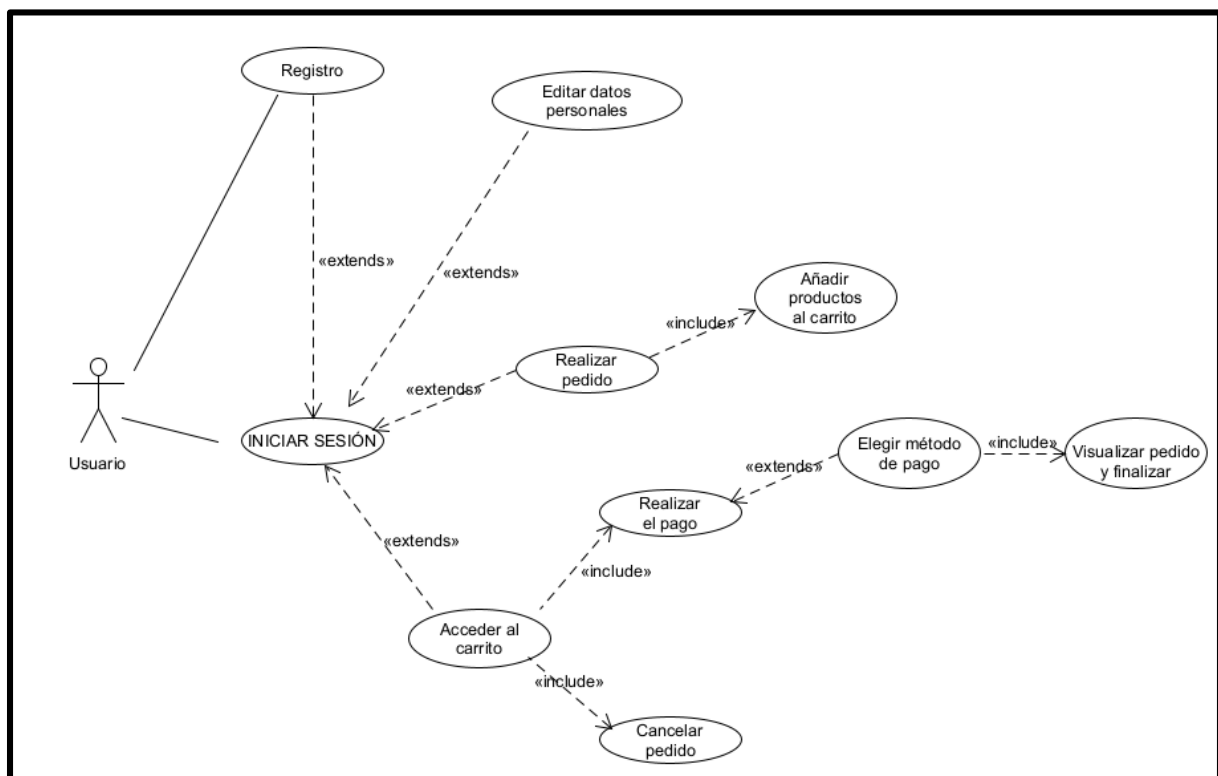 Registro
Editar datos
personales
«extends»
«extends»
Añadir
productos
al carrito
«include»
Realizar
pedido
«extends»
Usuario
INICIAR SESIÓN
Elegir método
de pago
«include»
Visualizar pedido
y finalizar
«extends»
Realizar
el pago
«extends»
«include»
Acceder al
carrito
«include»
Cancelar
pedido